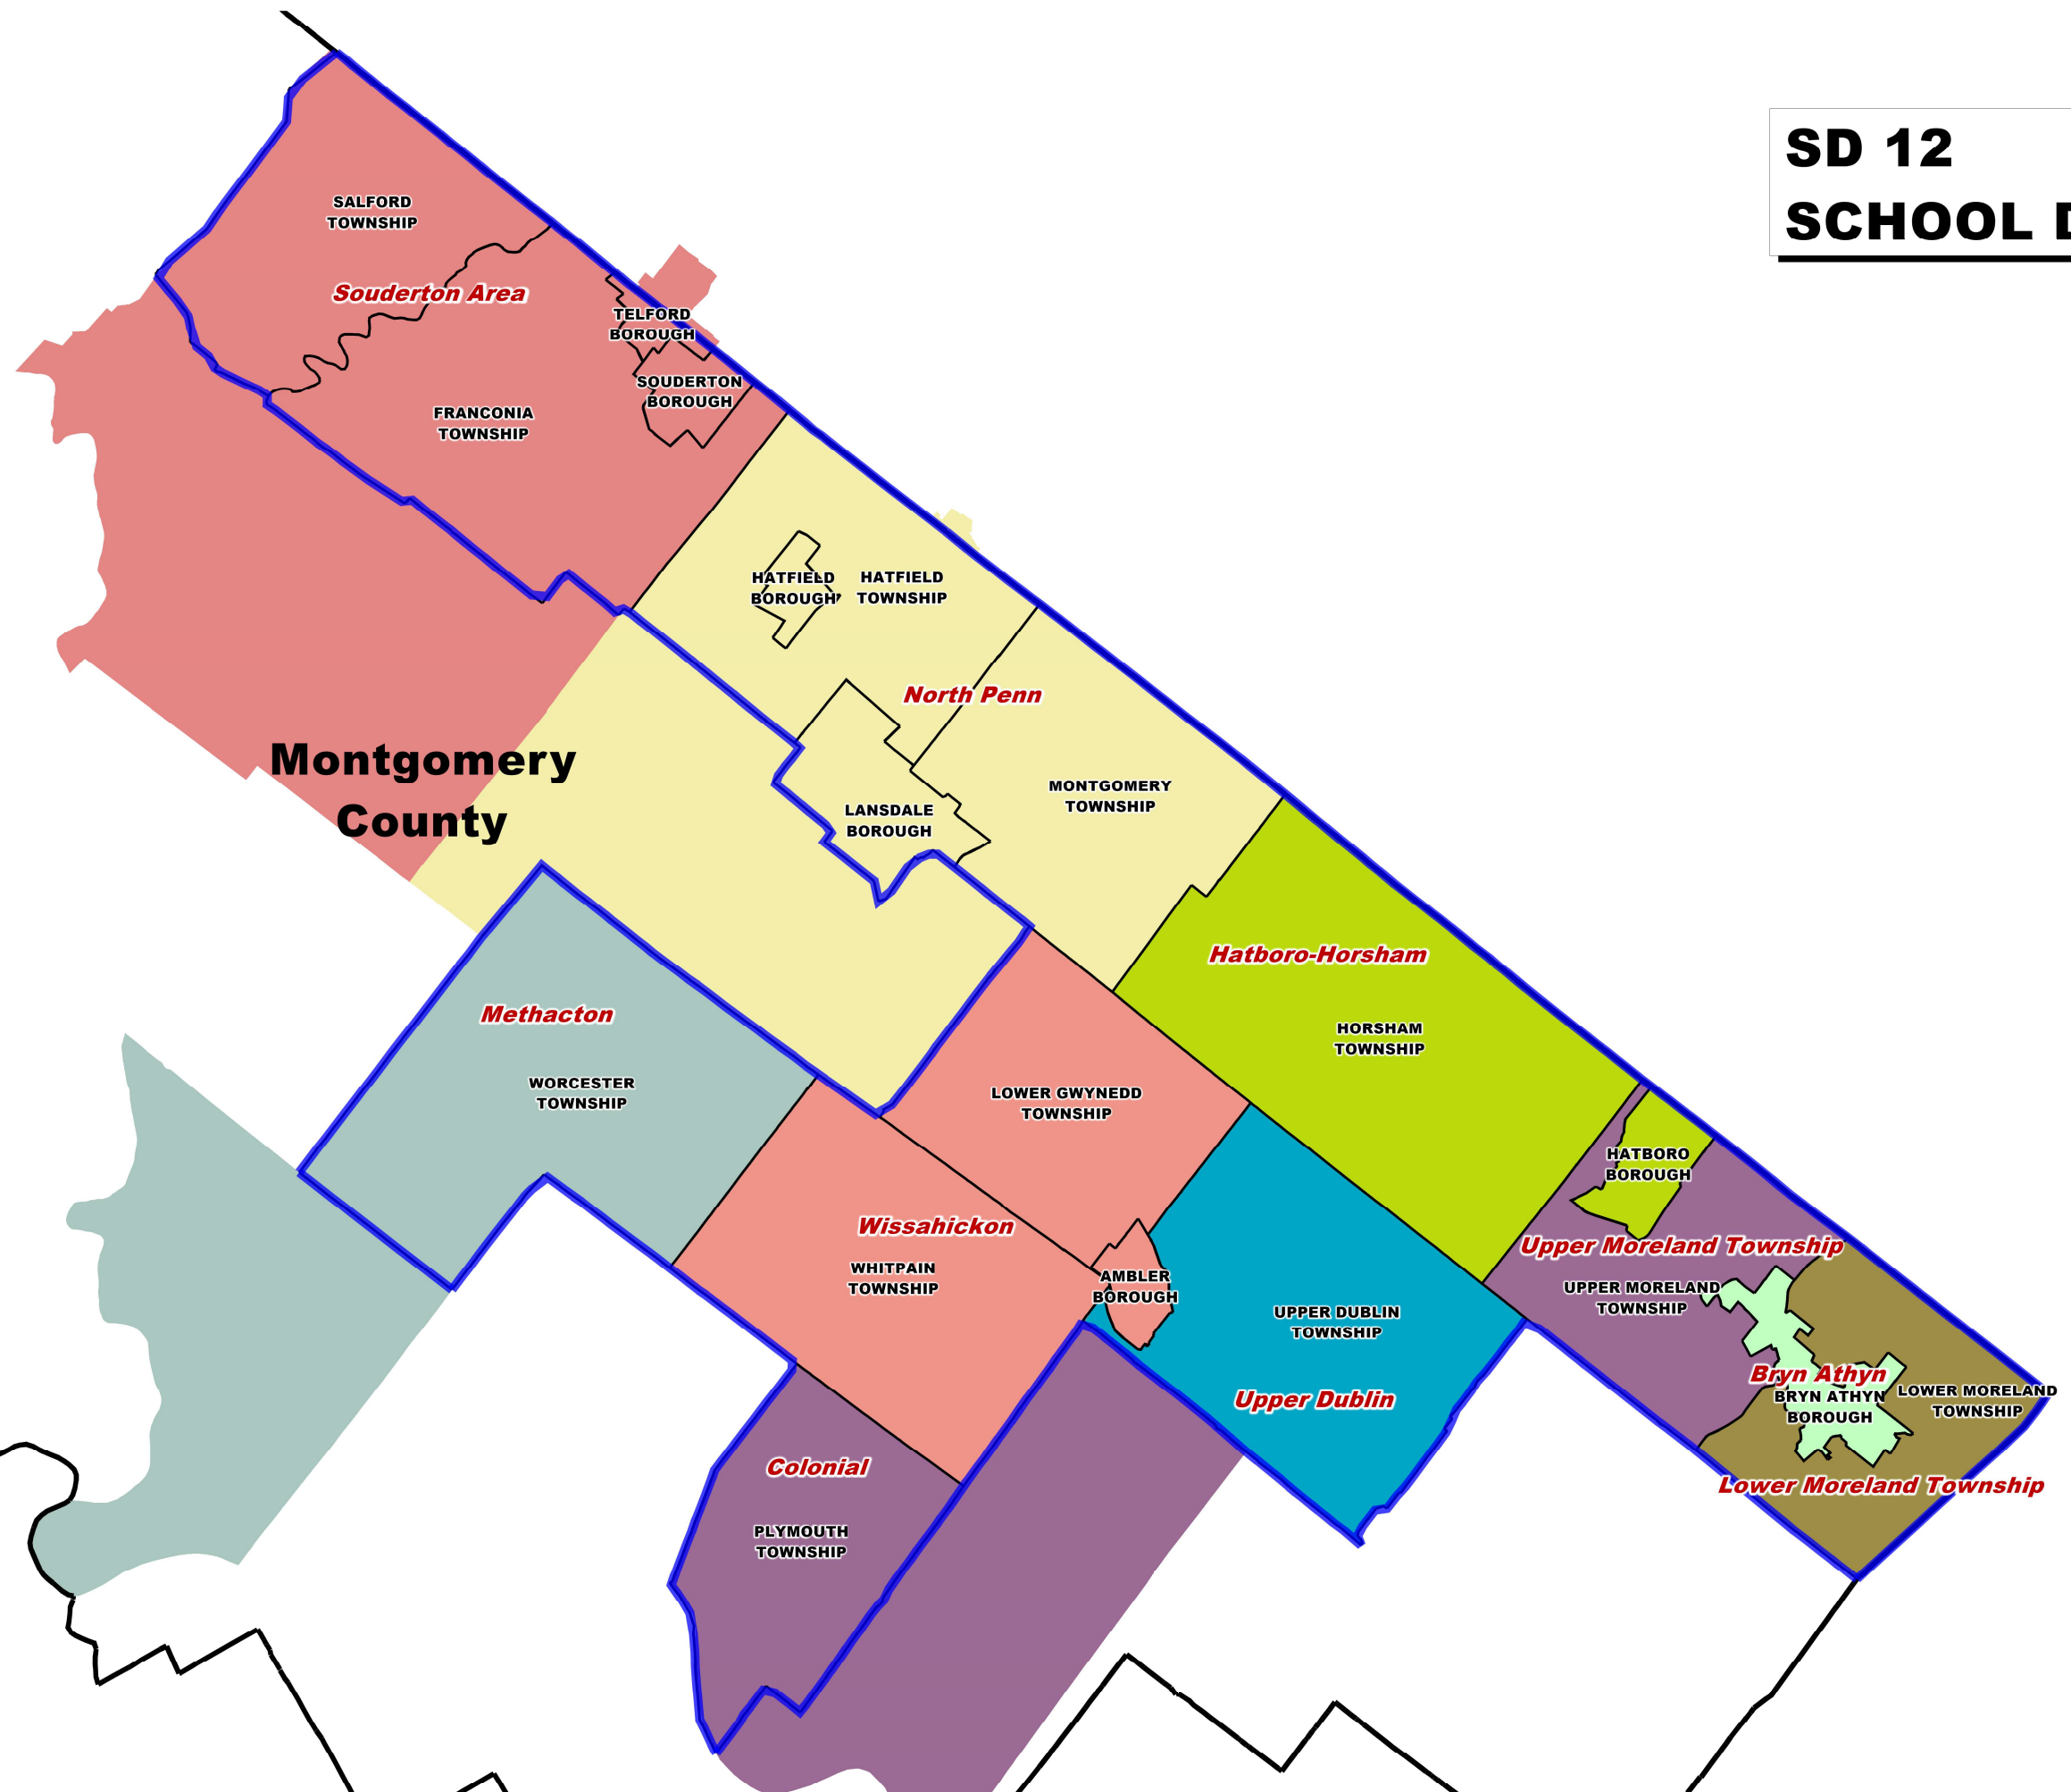 SD 12
SCHOOL D
SALFORD
TOWNSHIP
Souderton Area
TELFORD
BOROUGH
SOUDERTON
BOROUGH
FRANCONIA
TOWNSHIP
HATFIELD
BOROUGH
HATFIELD
TOWNSHIP
North Penn
Montgomery
County
MONTGOMERY
TOWNSHIP
LANSDALE
BOROUGH
Hatboro-Horsham
HORSHAM
TOWNSHIP
Methacton
WORCESTER
TOWNSHIP
LOWER GWYNEDD
TOWNSHIP
HATBORO
BOROUGH
Wissahickon
WHITPAIN
TOWNSHIP
AMBLER
BOROUGH
Upper Moreland Township
UPPER MORELAND
TOWNSHIP
UPPER DUBLIN
TOWNSHIP
Upper Dublin
Bryn Athyn
BRYN ATHYN
BOROUGH
LOWER MORELAND
TOWNSHIP
Lower Moreland Township
Colonial
PLYMOUTH
TOWNSHIP